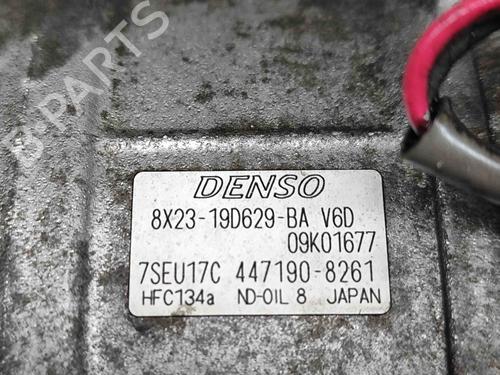 B-PARTS
DENSO
8X23-19D629-BA V6D
09K01677
7SEU17C 447190-8261
HFC134a ND-OIL 8 JAPAN